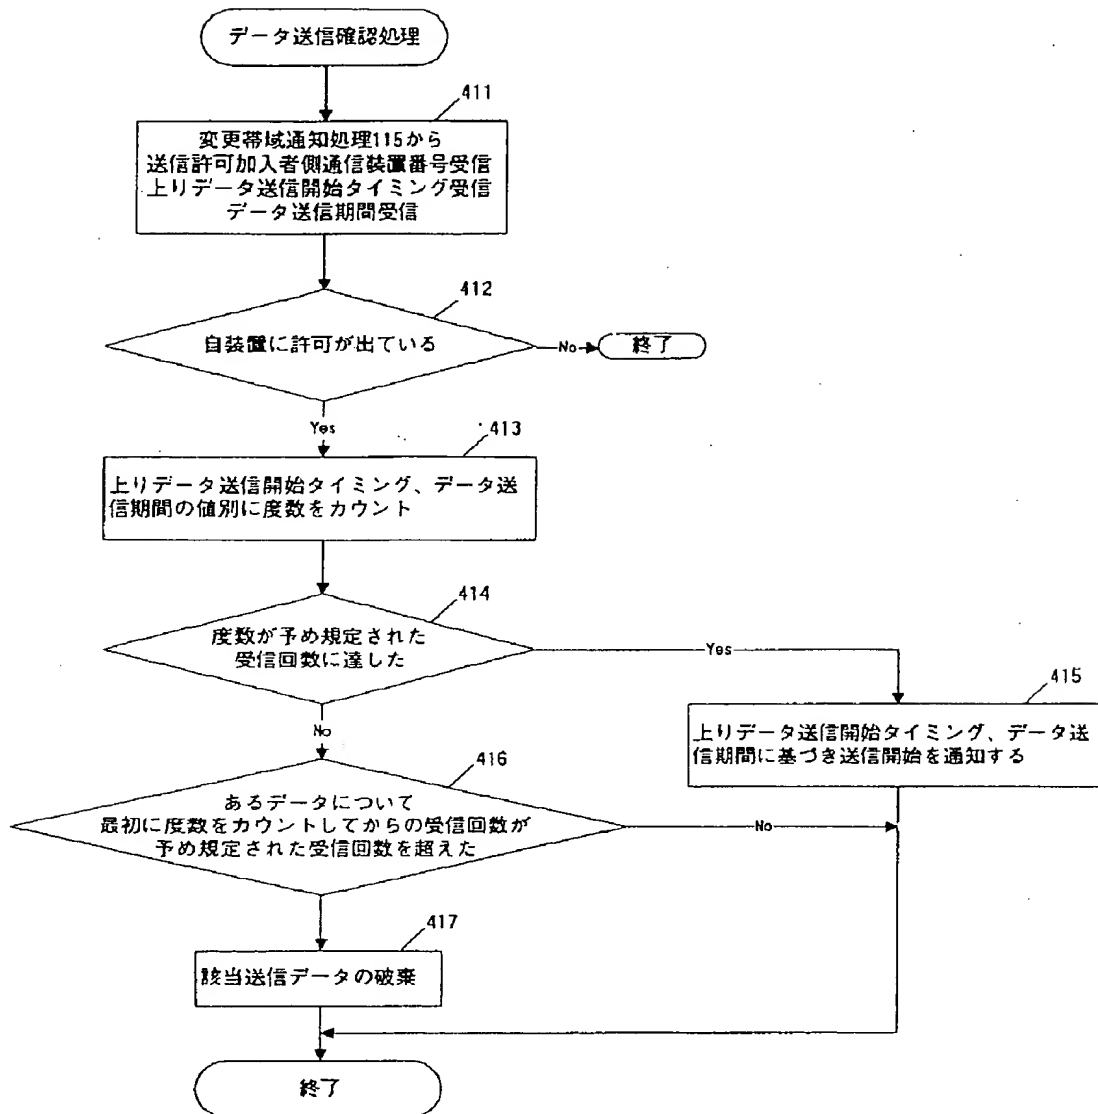 データ送信確認処理
411
変更帯域通知処理115から
送信許可加入者側通信装置番号受信
上りデータ送信開始タイミング受信
データ送信期間受信
412
自装置に許可が出ている
No
終了
Yes
413
上りデータ送信開始タイミング、データ送
信期間の値別に度数をカウント
414
度数が予め規定された
受信回数に達した
Yes
415
上りデータ送信開始タイミング、データ送
信期間に基づき送信開始を通知する
No
416
あるデータについて
最初に度数をカウントしてからの受信回数が
予め規定された受信回数を超えた
No
417
該当送信データの破棄
終了